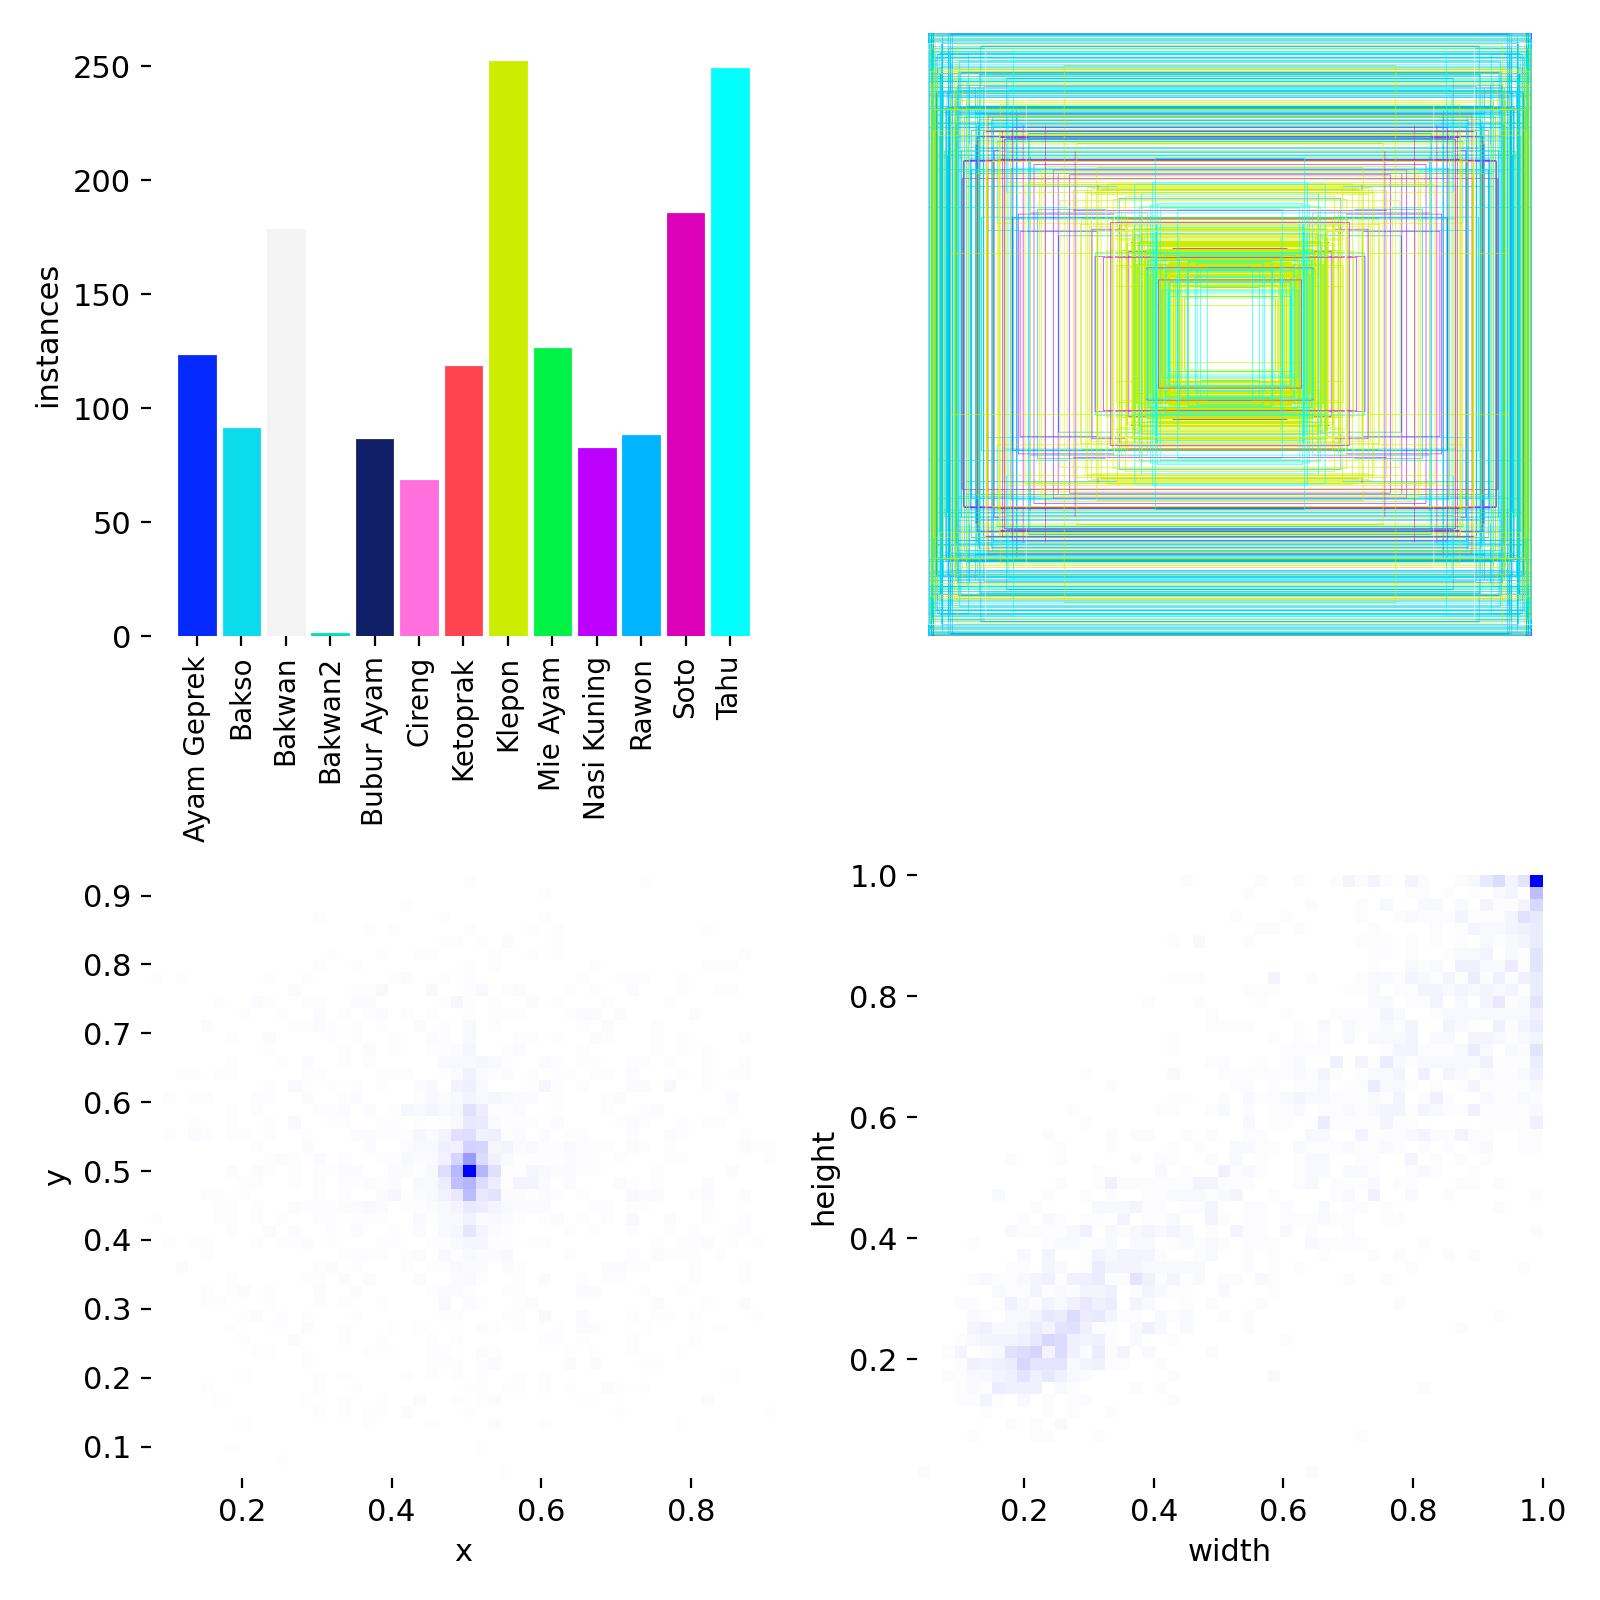 250
200
150
100
50
0
instances
Ayam Geprek
Bakso
Bakwan
Bakwan2
Bubur Ayam
Cireng
Ketoprak
Klepon
Mie Ayam
Nasi Kuning
Rawon
Soto
Tahu
0.9
0.8
0.7
0.6
0.5
0.4
0.3
0.2
0.1
y
0.2 0.4 0.6 0.8
x
1.0
0.8
0.6
0.4
0.2
height
0.2 0.4 0.6 0.8 1.0
width